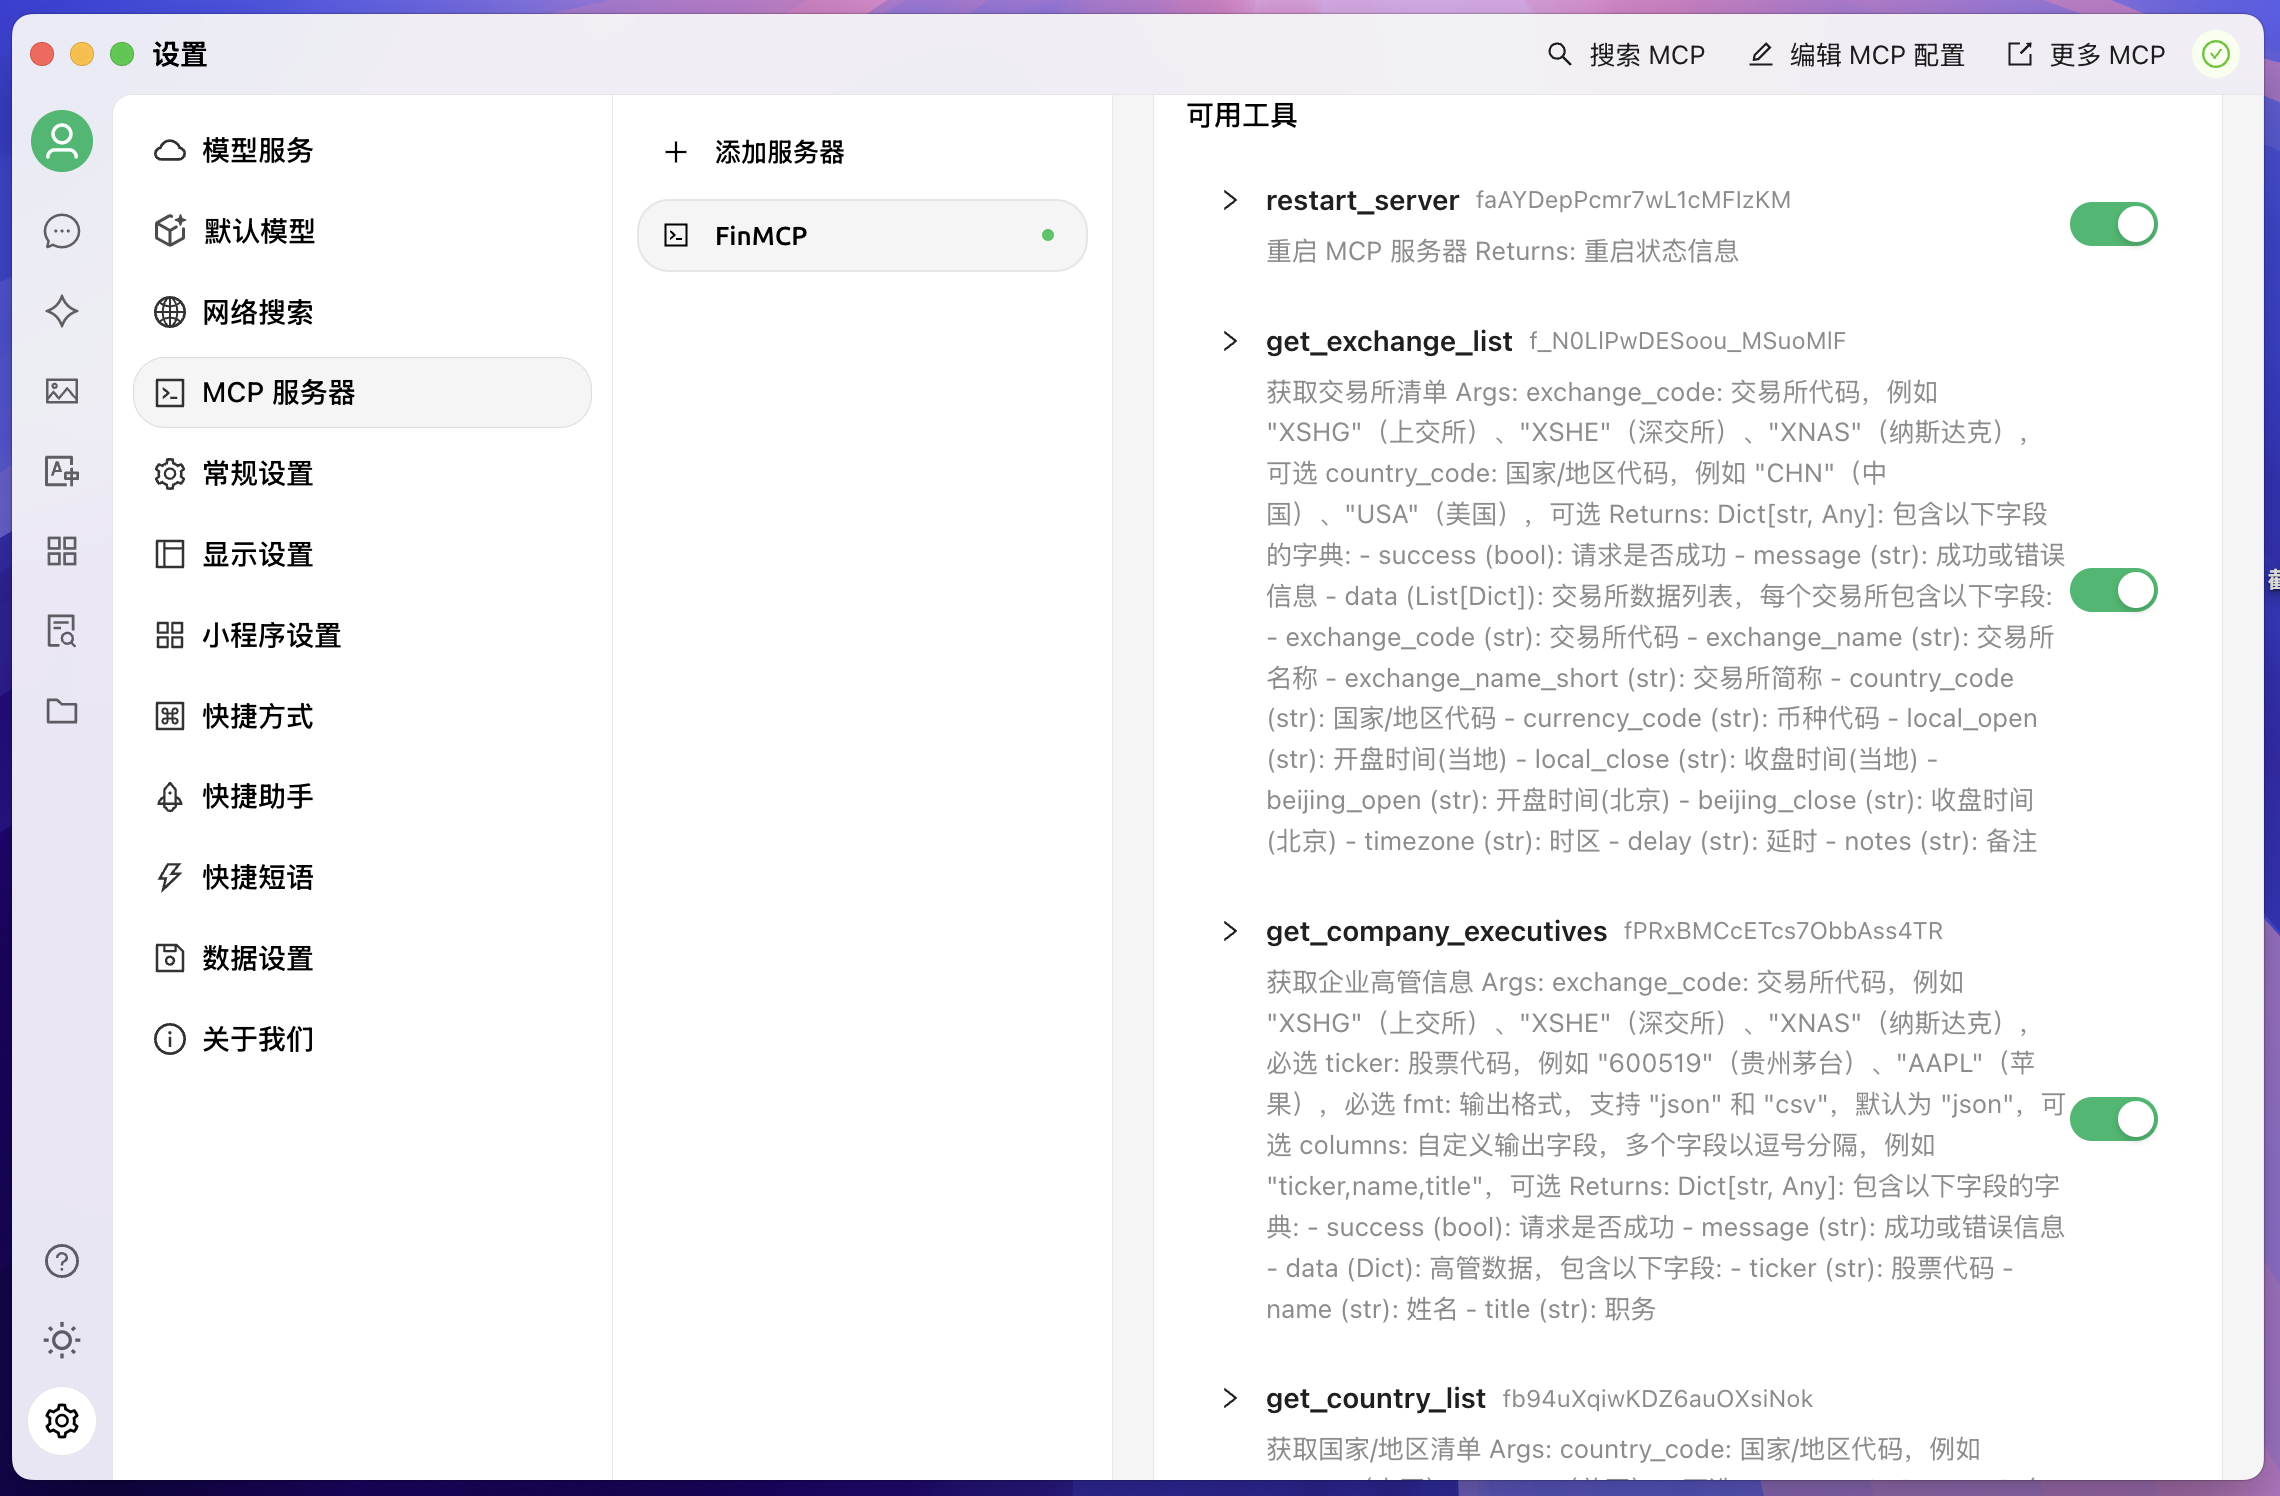 设置
搜索 MCP
编辑 MCP 配置
更多 MCP
模型服务
默认模型
网络搜索
MCP 服务器
常规设置
显示设置
小程序设置
快捷方式
快捷助手
快捷短语
数据设置
关于我们
添加服务器
FinMCP
可用工具
restart_server faAYDepPcmr7wL1cMFIzKM
重启 MCP 服务器 Returns: 重启状态信息
get_exchange_list f_N0LlPwDESoou_MSuoMlF
获取交易所清单 Args: exchange_code: 交易所代码，例如
"XSHG"（上交所）、"XSHE"（深交所）、"XNAS"（纳斯达克），
可选 country_code: 国家/地区代码，例如 "CHN"（中
国）、"USA"（美国），可选 Returns: Dict[str, Any]: 包含以下字段
的字典: - success (bool): 请求是否成功 - message (str): 成功或错误
信息 - data (List[Dict]): 交易所数据列表，每个交易所包含以下字段:
- exchange_code (str): 交易所代码 - exchange_name (str): 交易所
名称 - exchange_name_short (str): 交易所简称 - country_code
(str): 国家/地区代码 - currency_code (str): 币种代码 - local_open
(str): 开盘时间(当地) - local_close (str): 收盘时间(当地) -
beijing_open (str): 开盘时间(北京) - beijing_close (str): 收盘时间
(北京) - timezone (str): 时区 - delay (str): 延时 - notes (str): 备注
get_company_executives fPRxBMCcETcs7ObbAss4TR
获取企业高管信息 Args: exchange_code: 交易所代码，例如
"XSHG"（上交所）、"XSHE"（深交所）、"XNAS"（纳斯达克），
必选 ticker: 股票代码，例如 "600519"（贵州茅台）、"AAPL"（苹
果），必选 fmt: 输出格式，支持 "json" 和 "csv"，默认为 "json"，可
选 columns: 自定义输出字段，多个字段以逗号分隔，例如
"ticker,name,title"，可选 Returns: Dict[str, Any]: 包含以下字段的字
典: - success (bool): 请求是否成功 - message (str): 成功或错误信息
- data (Dict): 高管数据，包含以下字段: - ticker (str): 股票代码 -
name (str): 姓名 - title (str): 职务
get_country_list fb94uXqiwKDZ6auOXsiNok
获取国家/地区清单 Args: country_code: 国家/地区代码，例如